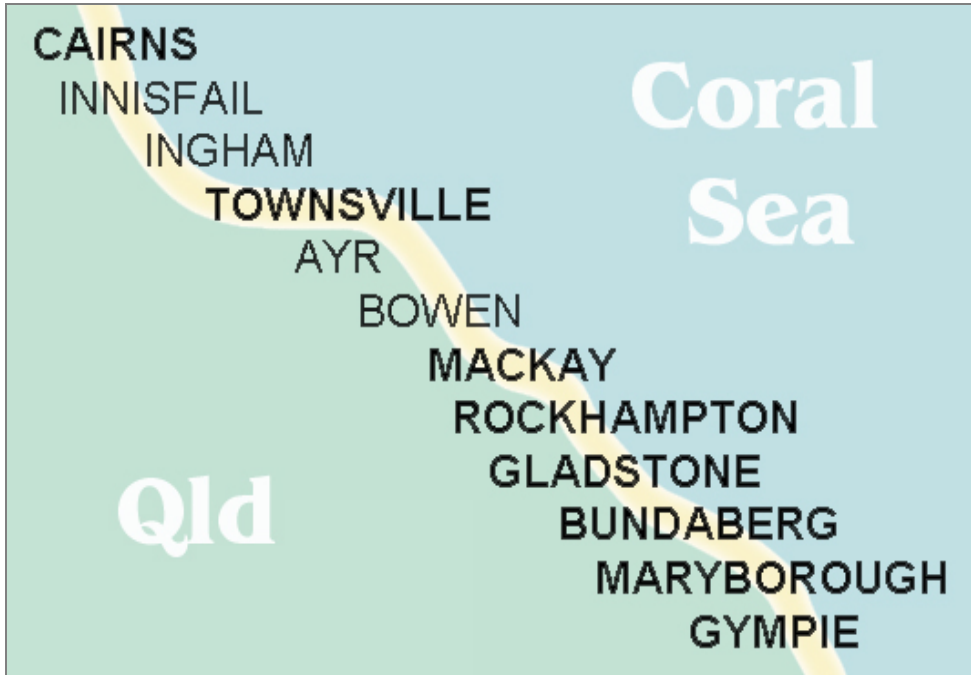 CAIRNS
INNISFAIL
Coral
INGHAM
TOWNSVILLE
Sea
AYR
BOWEN
MACKAY
ROCKHAMPTON
GLADSTONE
Qld
BUNDABERG
MARYBOROUGH
GYMPIE